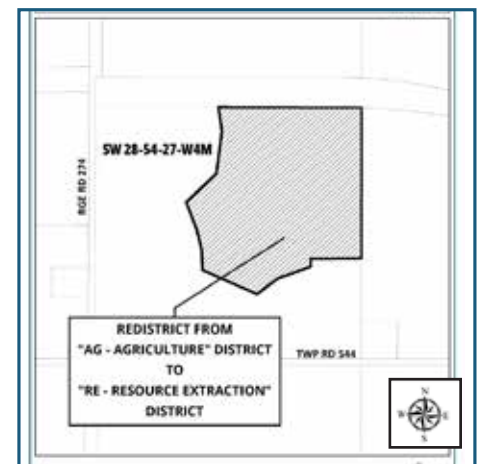 SW 28-54-27-W4M
RGE RD 274
REDISTRICT FROM
"AG - AGRICULTURE" DISTRICT
TO
"RE - RESOURCE EXTRACTION"
DISTRICT
TWP RD 544
N
W E
S